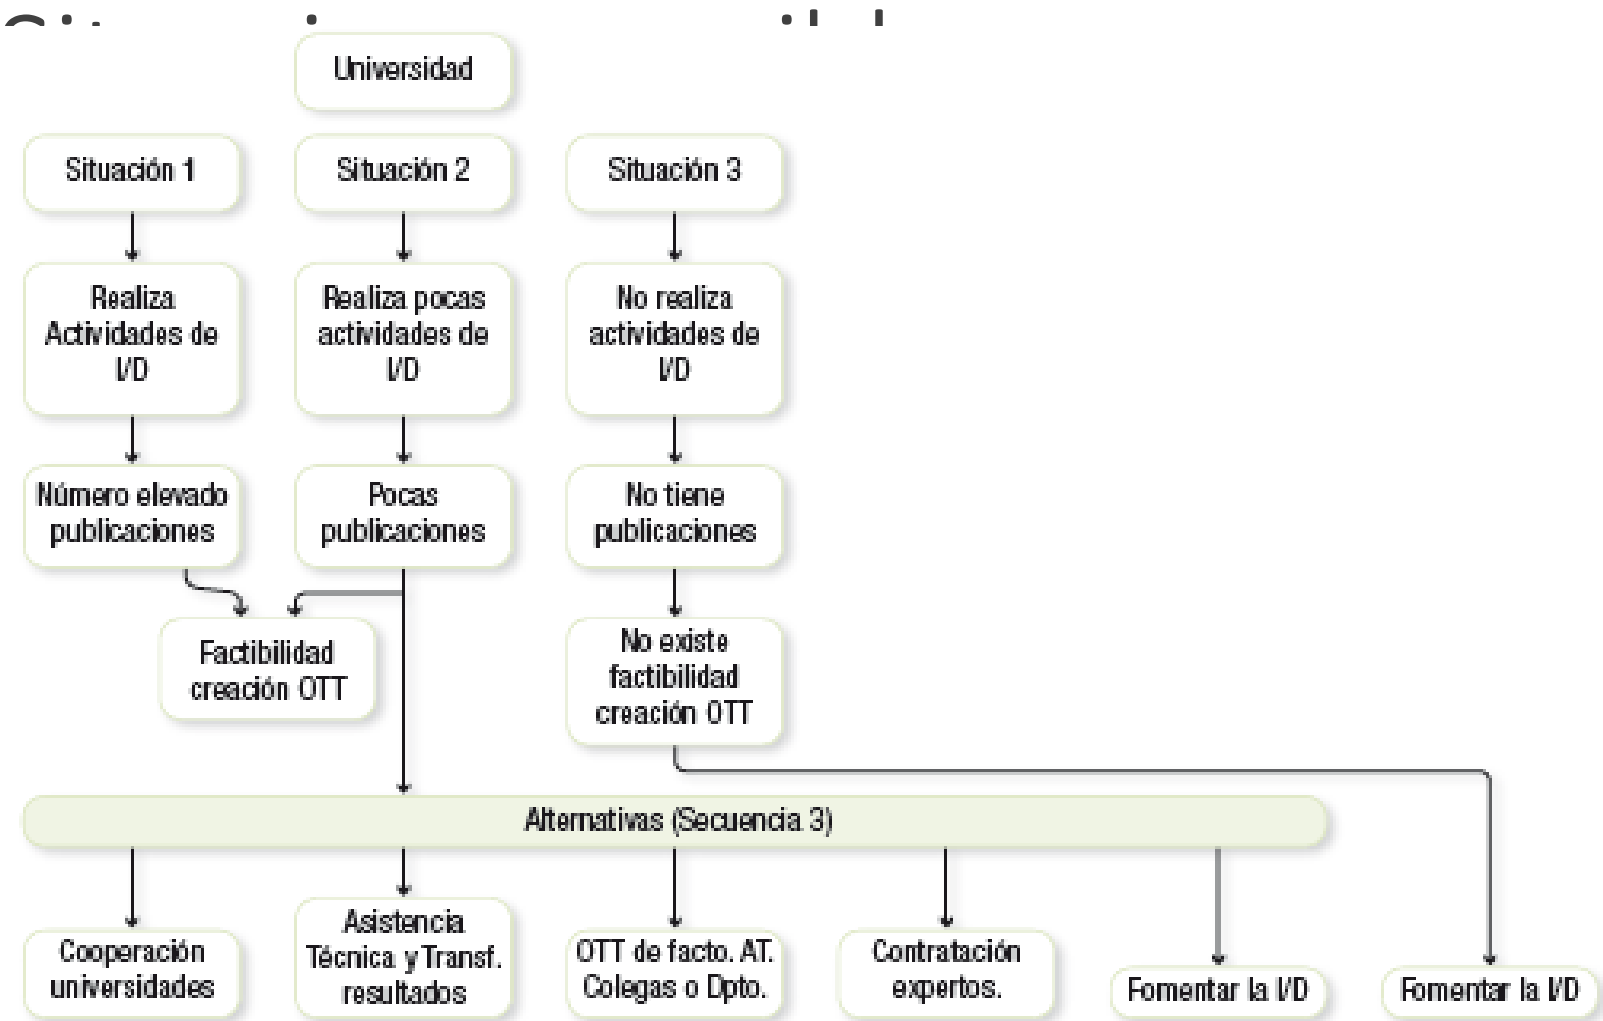 Universidad
Situación 1
Situación 2
Situación 3
Realiza
Actividades de
I/D
Realiza pocas
actividades de
I/D
No realiza
actividades de
I/D
Número elevado
publicaciones
Pocas
publicaciones
No tiene
publicaciones
Factibilidad
creación OTT
No existe
factibilidad
creación OTT
Alternativas (Secuencia 3)
Cooperación
universidades
Asistencia
Técnica y Transf.
resultados
OTT de facto. AT.
Colegas o Dpto.
Contratación
expertos.
Fomentar la I/D
Fomentar la I/D